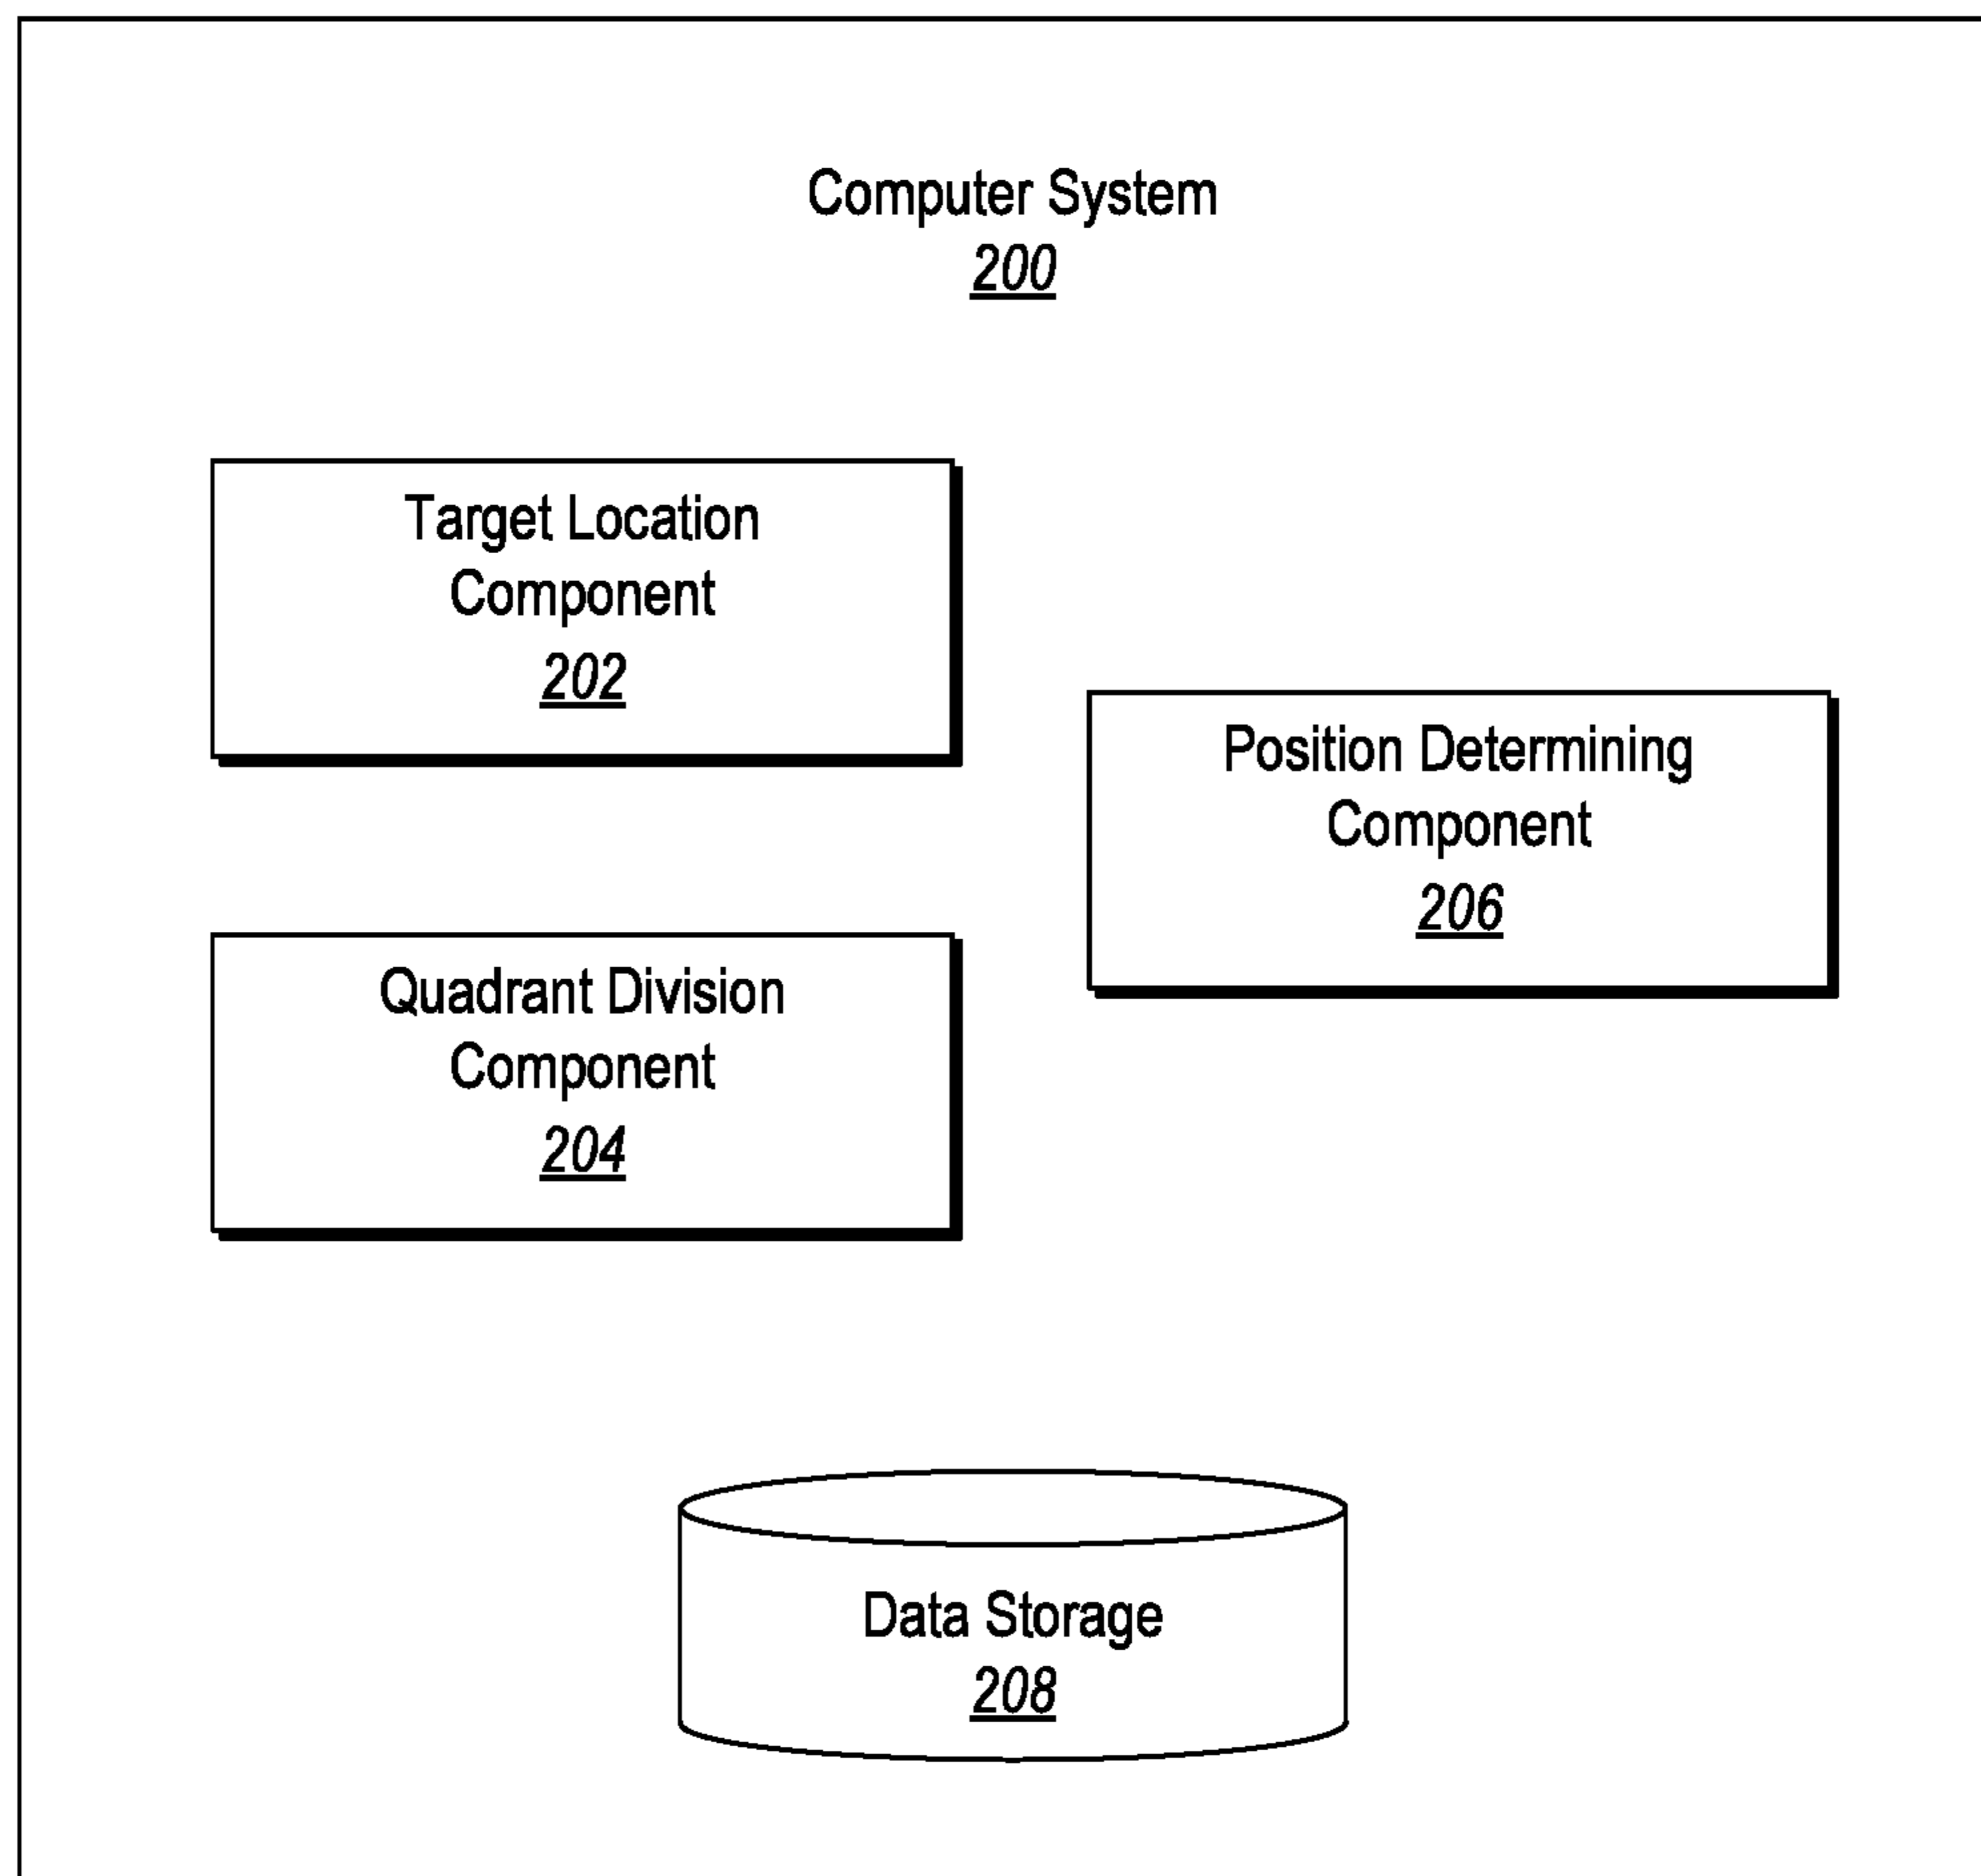 Computer System
200
Target Location
Component
202
Position Determining
Component
206
Quadrant Division
Component
204
Data Storage
208